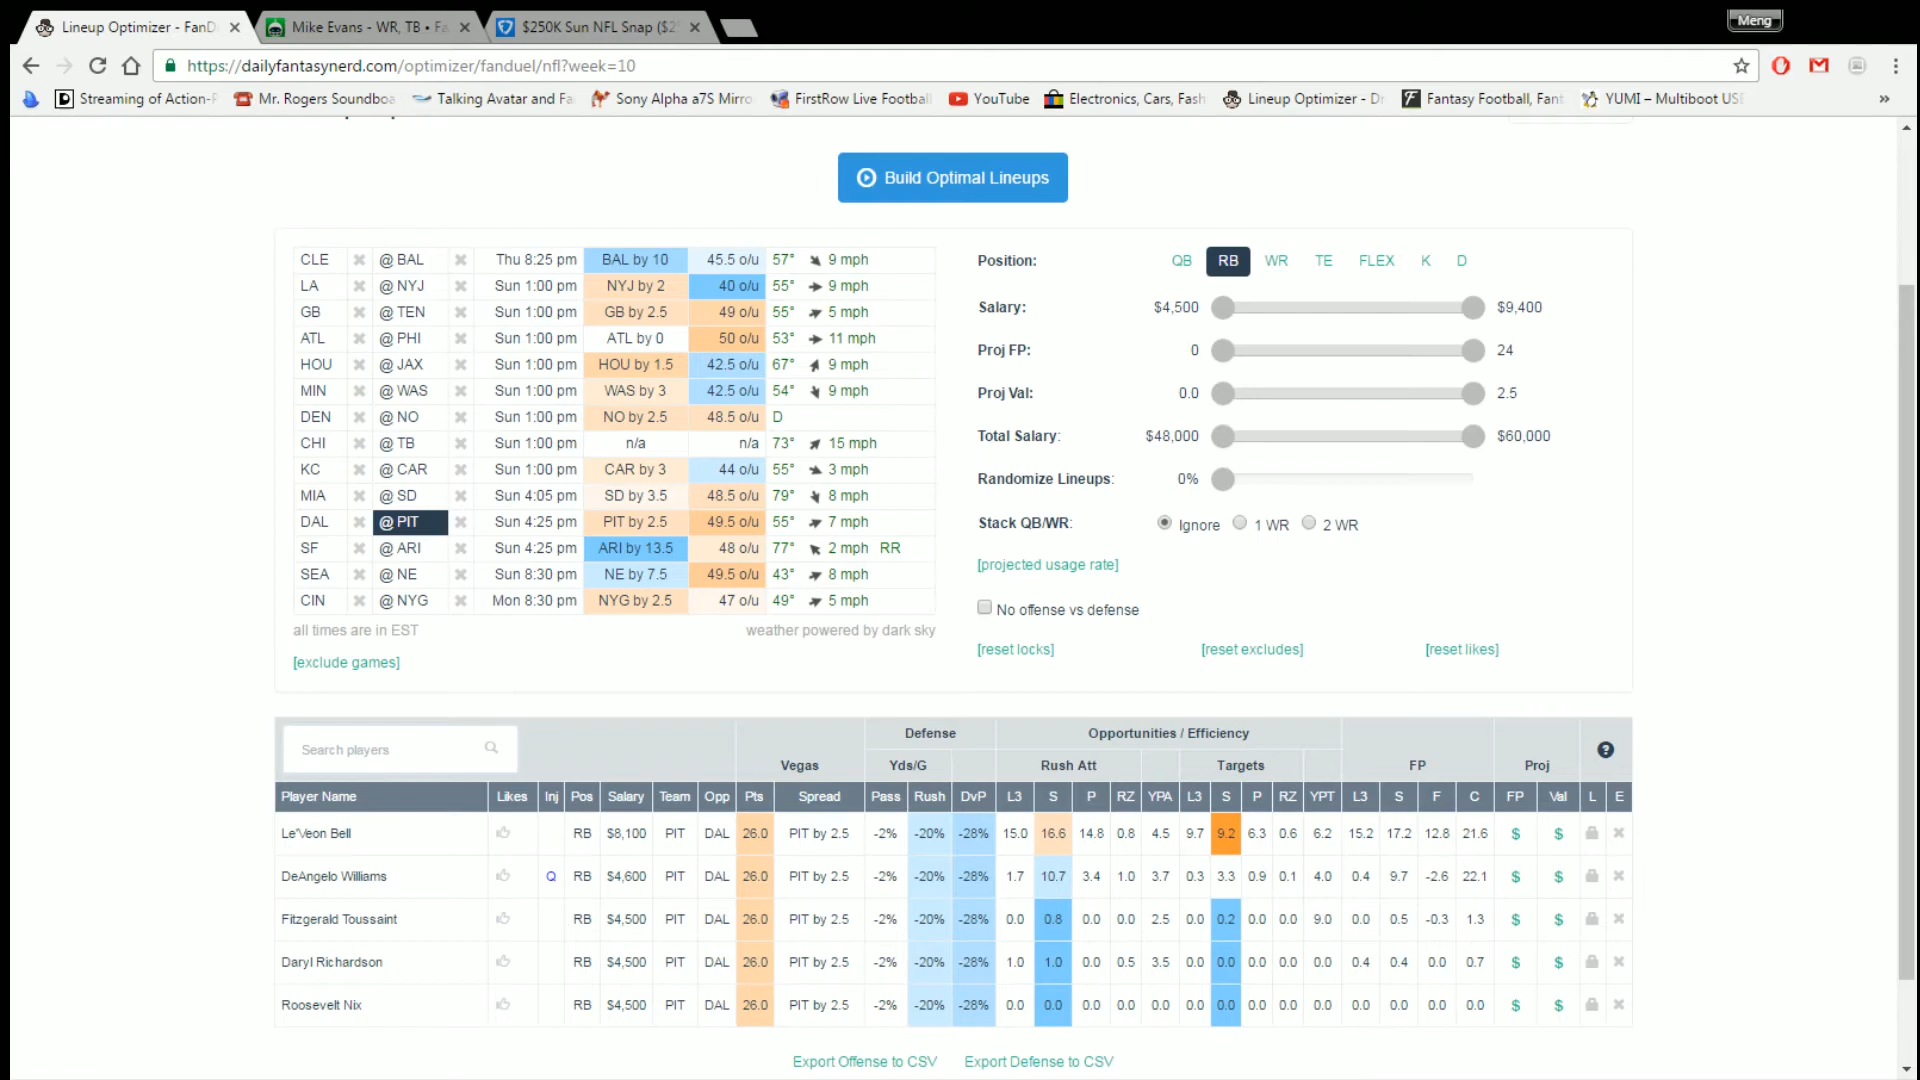 Lineup Optimizer - FanD
Mike Evans - WR, TB • Fa
$250K Sun NFL Snap ($2
Meng
https://dailyfantasynerd.com/optimizer/fanduel/nfl?week=10
Streaming of Action-P
Mr. Rogers Soundboa
Talking Avatar and Fa
Sony Alpha a7S Mirro
FirstRow Live Football
YouTube
Electronics, Cars, Fash
Lineup Optimizer - D
Fantasy Football, Fant
YUMI – Multiboot USE
Build Optimal Lineups
CLE @ BAL Thu 8:25 pm BAL by 10 45.5 o/u 57° 9 mph
LA @ NYJ Sun 1:00 pm NYJ by 2 40 o/u 55° 9 mph
GB @ TEN Sun 1:00 pm GB by 2.5 49 o/u 55° 5 mph
ATL @ PHI Sun 1:00 pm ATL by 0 50 o/u 53° 11 mph
HOU @ JAX Sun 1:00 pm HOU by 1.5 42.5 o/u 67° 9 mph
MIN @ WAS Sun 1:00 pm WAS by 3 42.5 o/u 54° 9 mph
DEN @ NO Sun 1:00 pm NO by 2.5 48.5 o/u D
CHI @ TB Sun 1:00 pm n/a n/a 73° 15 mph
KC @ CAR Sun 1:00 pm CAR by 3 44 o/u 55° 3 mph
MIA @ SD Sun 4:05 pm SD by 3.5 48.5 o/u 79° 8 mph
DAL @ PIT Sun 4:25 pm PIT by 2.5 49.5 o/u 55° 7 mph
SF @ ARI Sun 4:25 pm ARI by 13.5 48 o/u 77° 2 mph RR
SEA @ NE Sun 8:30 pm NE by 7.5 49.5 o/u 43° 8 mph
CIN @ NYG Mon 8:30 pm NYG by 2.5 47 o/u 49° 5 mph
all times are in EST
weather powered by dark sky
[exclude games]
Position: QB RB WR TE FLEX K D
Salary: $4,500 $9,400
Proj FP: 0 24
Proj Val: 0.0 2.5
Total Salary: $48,000 $60,000
Randomize Lineups: 0%
Stack QB/WR: Ignore 1 WR 2 WR
[projected usage rate]
No offense vs defense
[reset locks] [reset excludes] [reset likes]
Search players
Defense Opportunities / Efficiency
Vegas Yds/G Rush Att Targets FP Proj ?
Player Name Likes Inj Pos Salary Team Opp Pts Spread Pass Rush DvP L3 S P RZ YPA L3 S P RZ YPT L3 S F C FP Val L E
Le'Veon Bell RB $8,100 PIT DAL 26.0 PIT by 2.5 -2% -20% -28% 15.0 16.6 14.8 0.8 4.5 9.7 9.2 6.3 0.6 6.2 15.2 17.2 12.8 21.6 $ $
DeAngelo Williams Q RB $4,600 PIT DAL 26.0 PIT by 2.5 -2% -20% -28% 1.7 10.7 3.4 1.0 3.7 0.3 3.3 0.9 0.1 4.0 0.4 9.7 -2.6 22.1 $ $
Fitzgerald Toussaint RB $4,500 PIT DAL 26.0 PIT by 2.5 -2% -20% -28% 0.0 0.8 0.0 0.0 2.5 0.0 0.2 0.0 0.0 9.0 0.0 0.5 -0.3 1.3 $ $
Daryl Richardson RB $4,500 PIT DAL 26.0 PIT by 2.5 -2% -20% -28% 1.0 1.0 0.0 0.5 3.5 0.0 0.0 0.0 0.0 0.0 0.4 0.4 0.0 0.7 $ $
Roosevelt Nix RB $4,500 PIT DAL 26.0 PIT by 2.5 -2% -20% -28% 0.0 0.0 0.0 0.0 0.0 0.0 0.0 0.0 0.0 0.0 0.0 0.0 0.0 0.0 $ $
Export Offense to CSV Export Defense to CSV